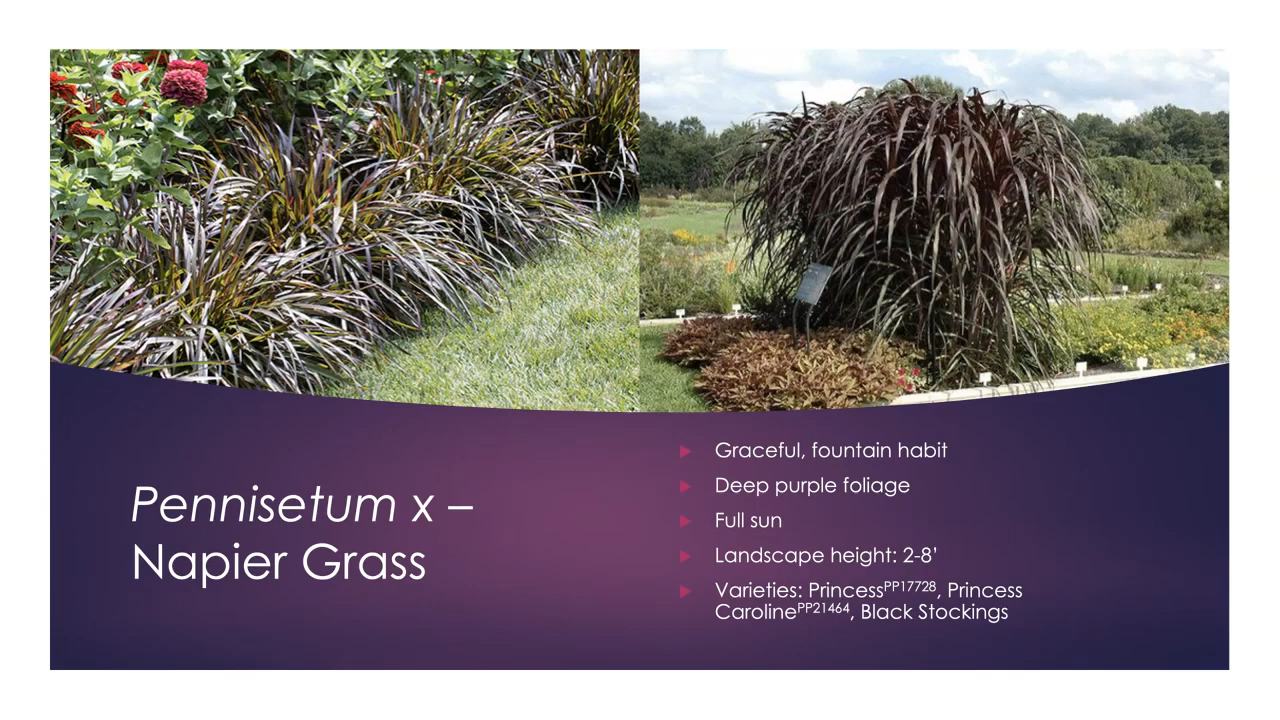 Pennisetum x –
Napier Grass
Graceful, fountain habit
Deep purple foliage
Full sun
Landscape height: 2-8’
Varieties: PrincessPP17728, Princess
CarolinePP21464, Black Stockings